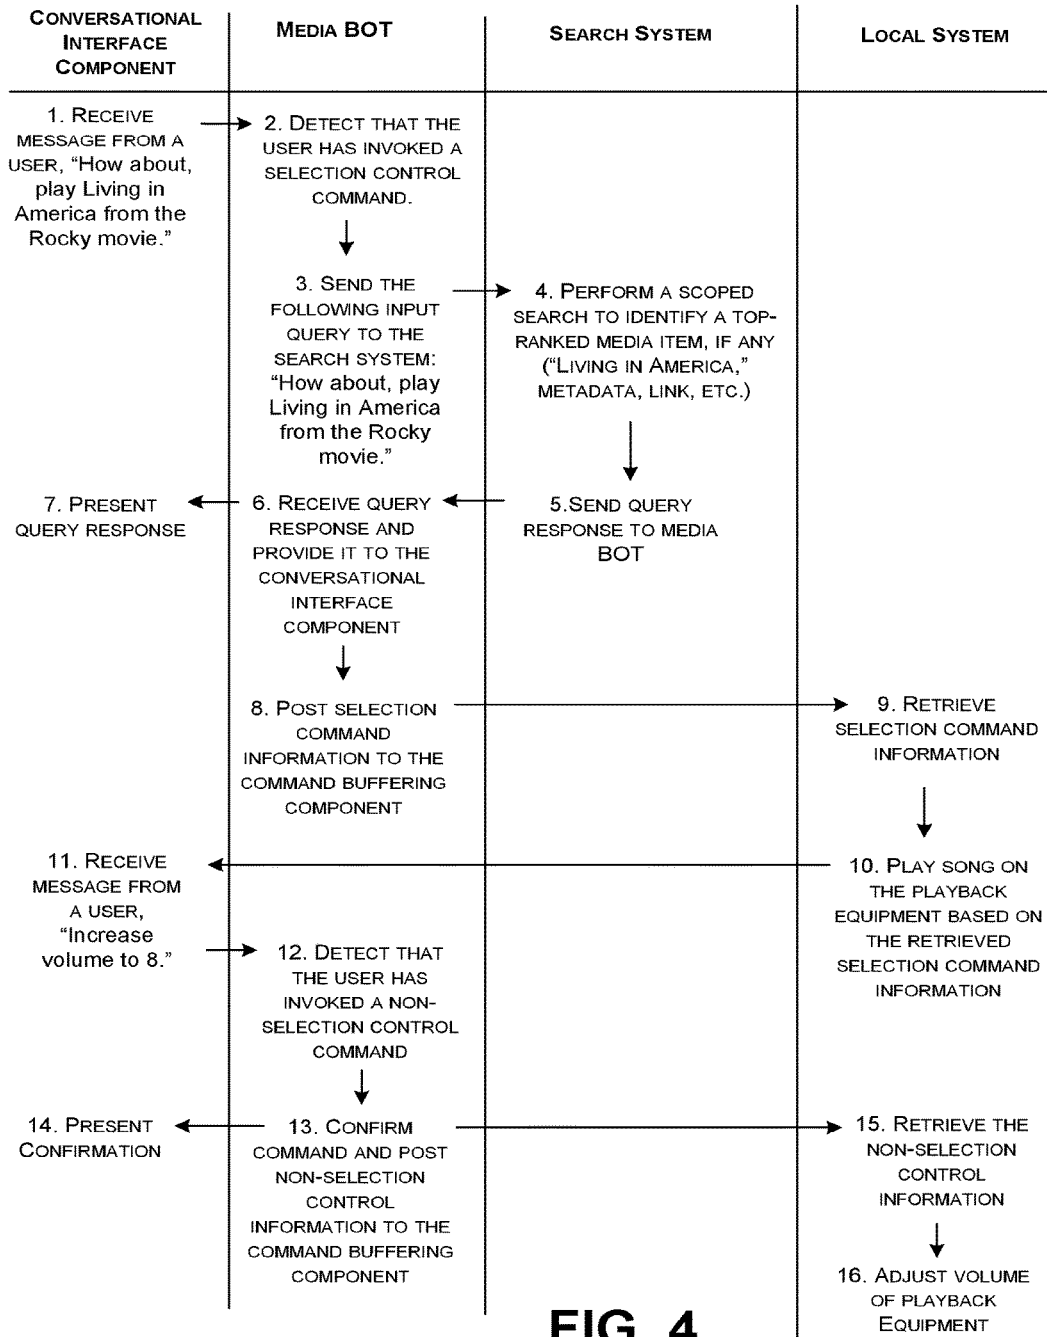 CONVERSATIONAL
INTERFACE
COMPONENT
MEDIA BOT
SEARCH SYSTEM
LOCAL SYSTEM
1. RECEIVE
MESSAGE FROM A
USER, “How about,
play Living in
America from the
Rocky movie.”
2. DETECT THAT THE
USER HAS INVOKED A
SELECTION CONTROL
COMMAND.
3. SEND THE
FOLLOWING INPUT
QUERY TO THE
SEARCH SYSTEM:
“How about, play
Living in America
from the Rocky
movie.”
4. PERFORM A SCOPED
SEARCH TO IDENTIFY A TOP-
RANKED MEDIA ITEM, IF ANY
(“LIVING IN AMERICA,”
METADATA, LINK, ETC.)
5.SEND QUERY
RESPONSE TO MEDIA
BOT
6. RECEIVE QUERY
RESPONSE AND
PROVIDE IT TO THE
CONVERSATIONAL
INTERFACE
COMPONENT
7. PRESENT
QUERY RESPONSE
8. POST SELECTION
COMMAND
INFORMATION TO THE
COMMAND BUFFERING
COMPONENT
9. RETRIEVE
SELECTION COMMAND
INFORMATION
10. PLAY SONG ON
THE PLAYBACK
EQUIPMENT BASED ON
THE RETRIEVED
SELECTION COMMAND
INFORMATION
11. RECEIVE
MESSAGE FROM
A USER,
“Increase
volume to 8.”
12. DETECT THAT
THE USER HAS
INVOKED A NON-
SELECTION CONTROL
COMMAND
13. CONFIRM
COMMAND AND POST
NON-SELECTION
CONTROL
INFORMATION TO THE
COMMAND BUFFERING
COMPONENT
14. PRESENT
CONFIRMATION
15. RETRIEVE THE
NON-SELECTION
CONTROL
INFORMATION
16. ADJUST VOLUME
OF PLAYBACK
EQUIPMENT
FIG. 4